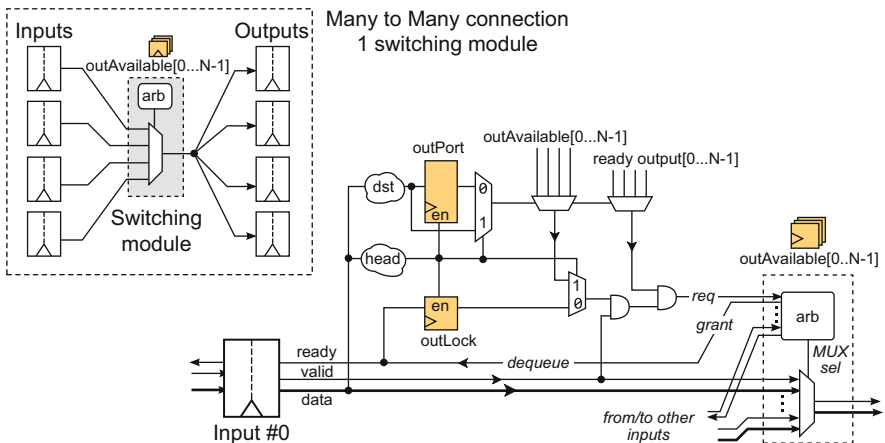 Many to Many connection
1 switching module
Inputs
Outputs
outAvailable[0...N-1]
arb
Switching
module
outAvailable[0...N-1]
outPort
ready output[0...N-1]
dst
0
en
1
head
1
0
en
outLock
outAvailable[0..N-1]
req
grant
arb
MUX
sel
ready
dequeue
valid
data
from/to other
inputs
Input #0